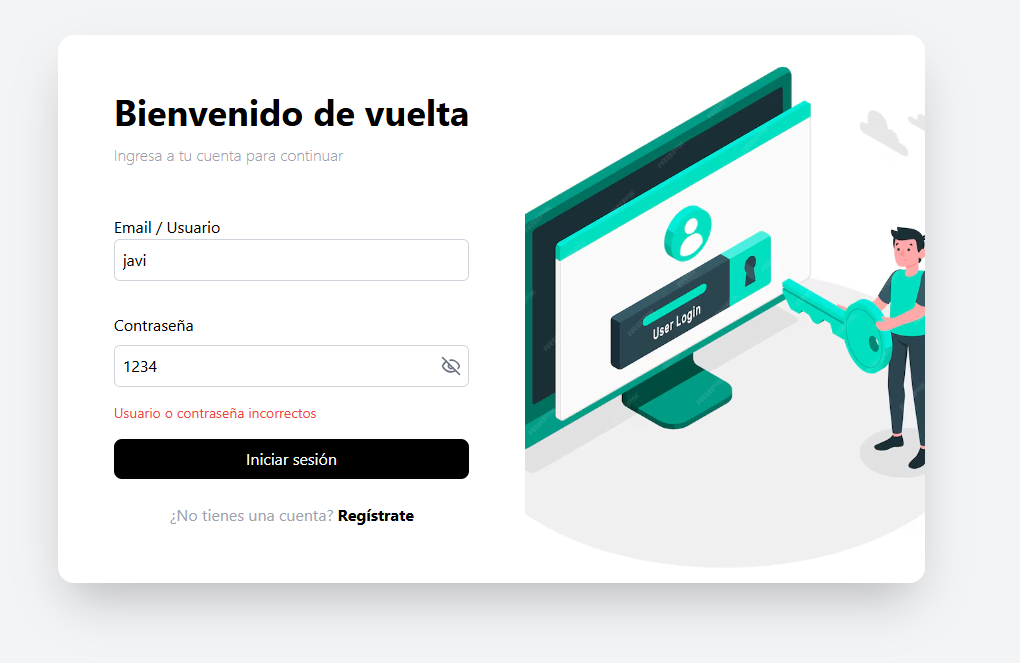 Bienvenido de vuelta
Ingresa a tu cuenta para continuar
Email / Usuario
javi
Contraseña
1234
Usuario o contraseña incorrectos
Iniciar sesión
¿No tienes una cuenta? Regístrate
User Login